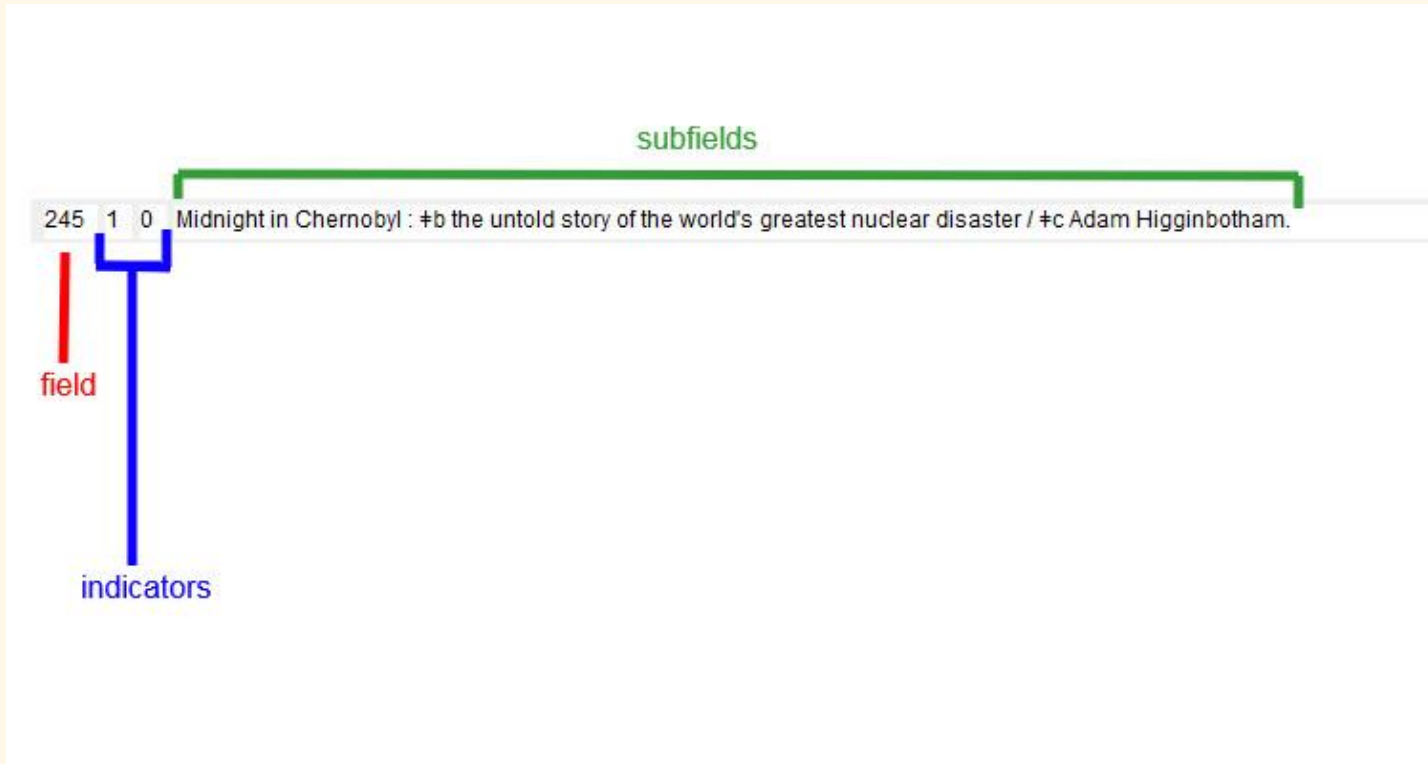 subfields
245 1 0 Midnight in Chernobyl : ǂb the untold story of the world's greatest nuclear disaster / ǂc Adam Higginbotham.
field
indicators